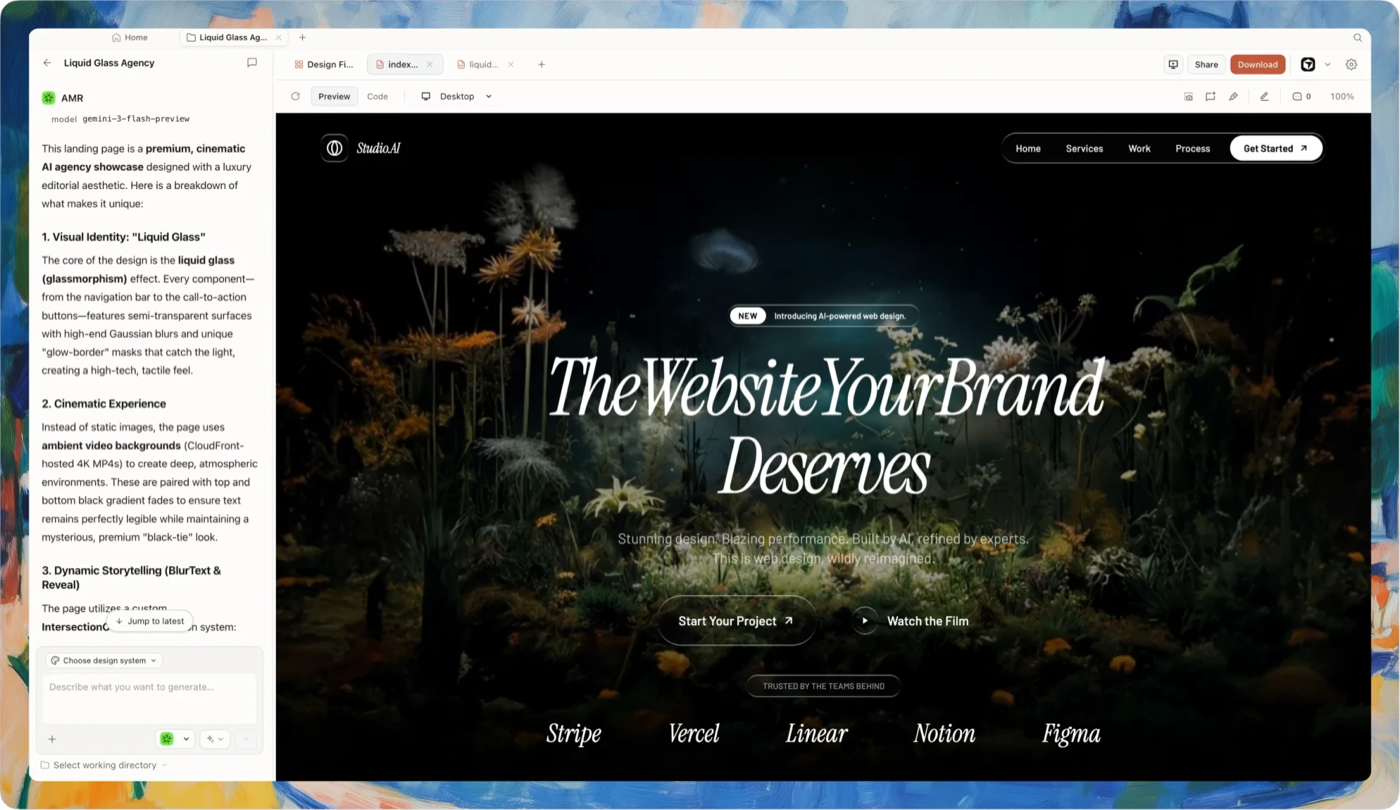 Home
Liquid Glass Ag...
Liquid Glass Agency
AMR
model gemini-3-flash-preview
This landing page is a premium, cinematic
AI agency showcase designed with a luxury
editorial aesthetic. Here is a breakdown of
what makes it unique:
1. Visual Identity: "Liquid Glass"
The core of the design is the liquid glass
(glassmorphism) effect. Every component—
from the navigation bar to the call-to-action
buttons—features semi-transparent surfaces
with high-end Gaussian blurs and unique
"glow-border" masks that catch the light,
creating a high-tech, tactile feel.
2. Cinematic Experience
Instead of static images, the page uses
ambient video backgrounds (CloudFront-
hosted 4K MP4s) to create deep, atmospheric
environments. These are paired with top and
bottom black gradient fades to ensure text
remains perfectly legible while maintaining a
mysterious, premium "black-tie" look.
3. Dynamic Storytelling (BlurText &
Reveal)
The page utilizes a custom
Jump to latest
system:
Choose design system
Describe what you want to generate...
Select working directory
Design Fi...
index...
liquid...
Share
Download
Preview
Code
Desktop
0
100%
Studio.AI
Home
Services
Work
Process
Get Started
NEW
Introducing AI-powered web design.
TheWebsiteYourBrand
Deserves
Stunning design. Blazing performance. Built by AI, refined by experts.
This is web design, wildly reimagined.
Start Your Project
Watch the Film
TRUSTED BY THE TEAMS BEHIND
Stripe
Vercel
Linear
Notion
Figma